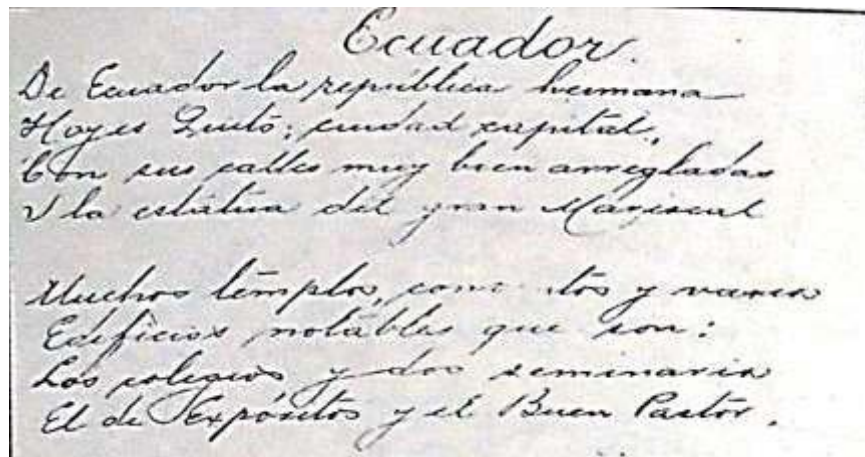 Ecuador.
De Ecuador la república hermana
Hoy es Quito; ciudad capital,
Con sus calles muy bien arregladas
Y la estatua del gran Mariscal
Muchos templos, y varios
Edificios notables que son:
Los colegios y dos seminarios
El de Expósitos y el Buen Pastor.